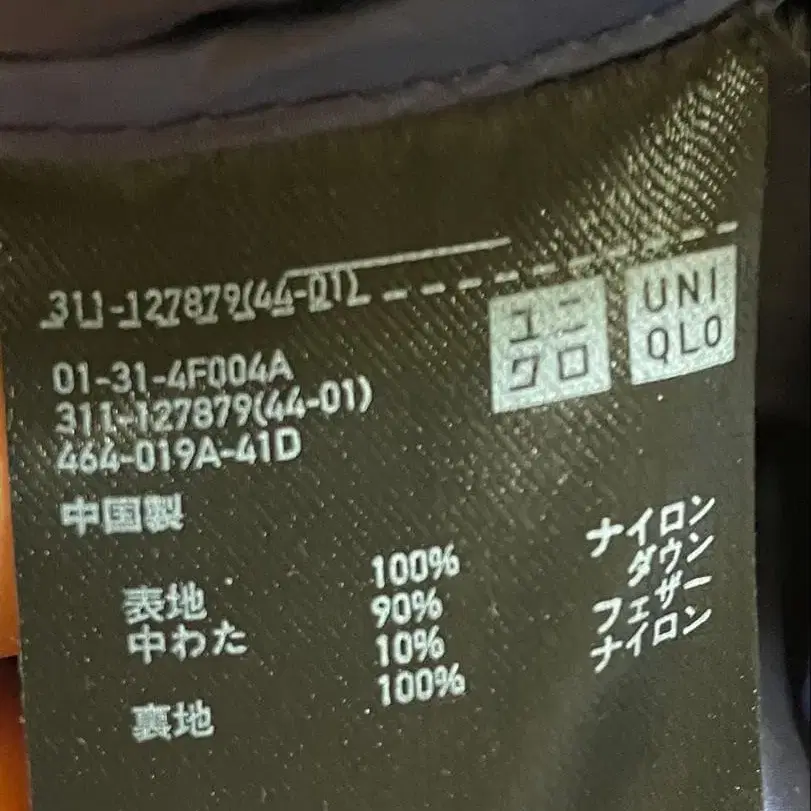 311-127879(44-01)
ユニ
クロ
UNI
QLO
01-31-4F004A
311-127879(44-01)
464-019A-41D
中国製
表地 100% ナイロン
中わた 90% ダウン
10% フェザー
裏地 100% ナイロン